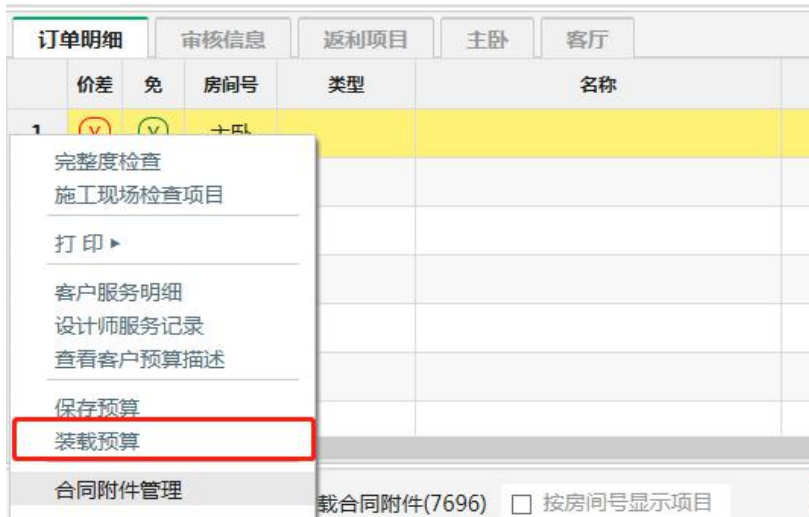 订单明细 审核信息 返利项目 主卧 客厅
价差 免 房间号 类型 名称
1 Y Y 主卧
完整度检查
施工现场检查项目
打 印
客户服务明细
设计师服务记录
查看客户预算描述
保存预算
装载预算
合同附件管理
载合同附件(7696) 按房间号显示项目